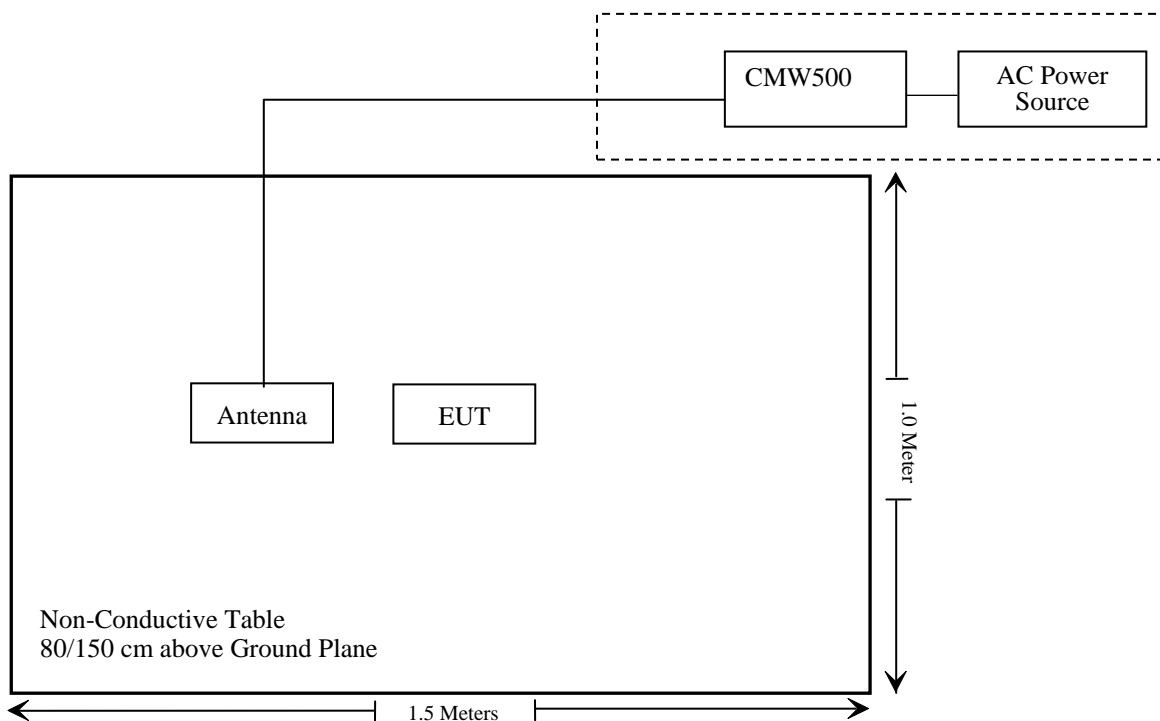 CMW500
AC Power
Source
Antenna
EUT
1.0 Meter
Non-Conductive Table
80/150 cm above Ground Plane
1.5 Meters